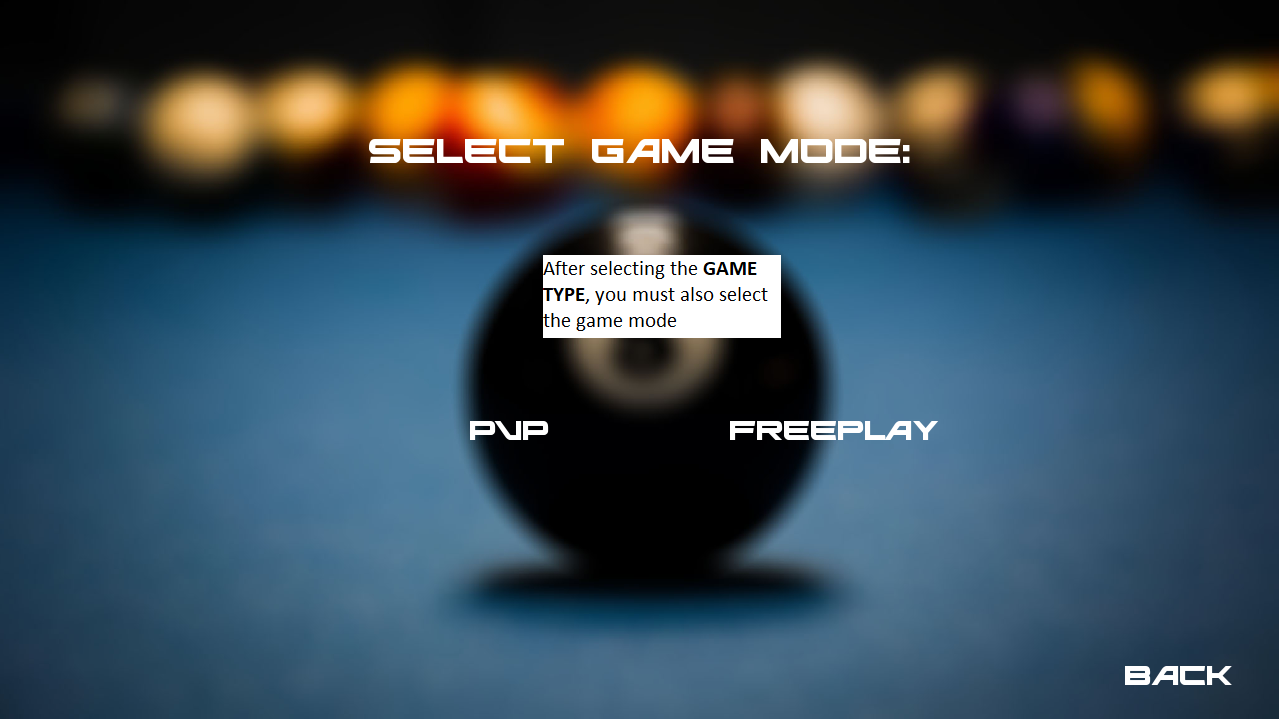 SELECT GAME MODE:
After selecting the GAME
TYPE, you must also select
the game mode
PVP FREEPLAY
BACK